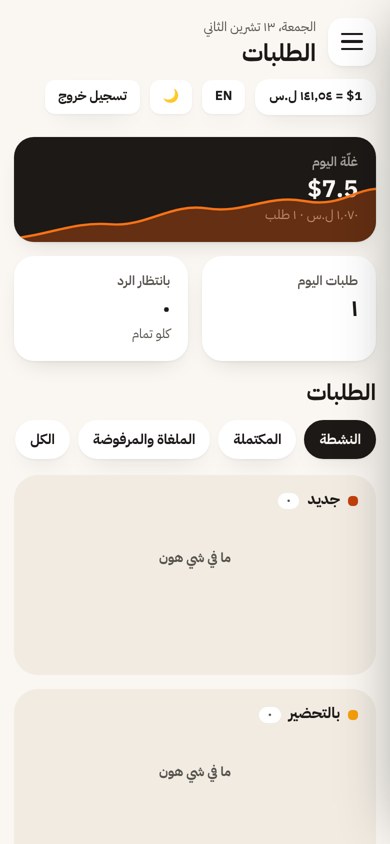 الجمعة، ١٣ تشرين الثاني
الطلبات
$1 = ١٤١,٥٤ ل.س
EN
تسجيل خروج
غلّة اليوم
$7.5
١,٠٧٠ ل.س · ١ طلب
طلبات اليوم
١
بانتظار الرد
٠
كلو تمام
الطلبات
النشطة
المكتملة
الملغاة والمرفوضة
الكل
جديد
٠
ما في شي هون
بالتحضير
٠
ما في شي هون